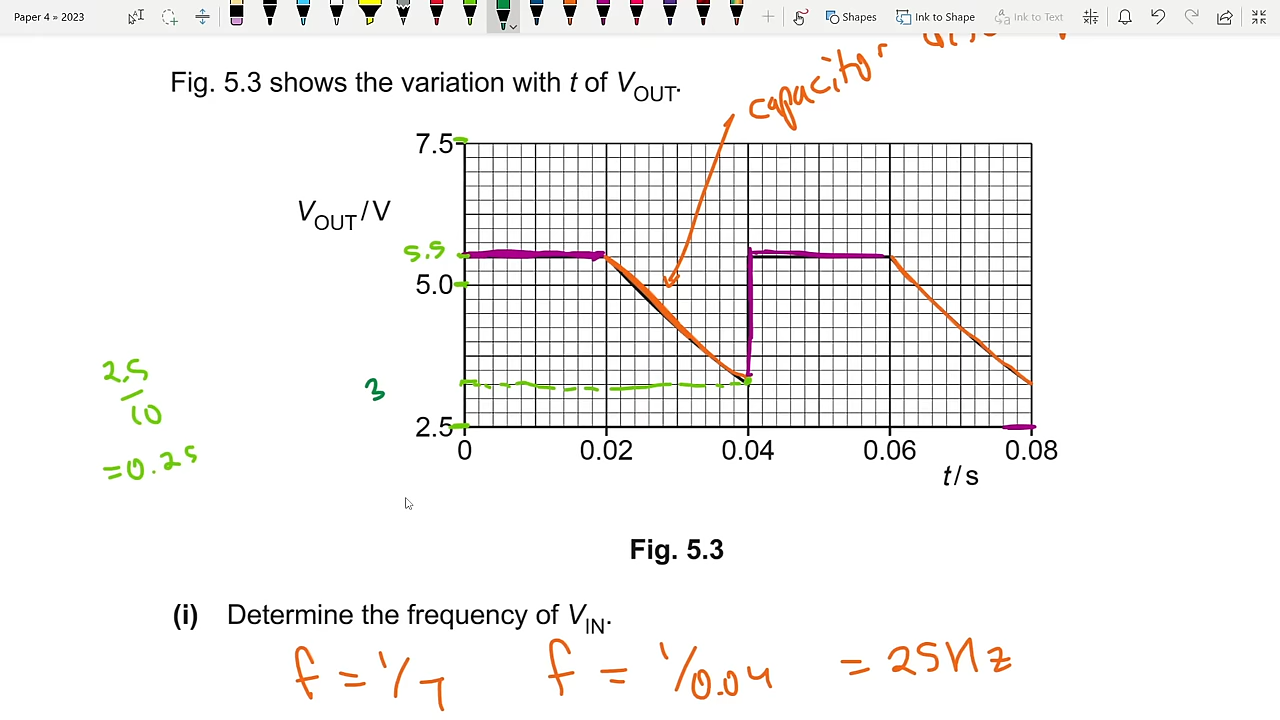 Paper 4 » 2023
Shapes
Ink to Shape
Ink to Text
Fig. 5.3 shows the variation with t of VOUT.
capacitor
7.5
VOUT / V
5.5
5.0
3
2.5
2.5
/
10
=0.25
0 0.02 0.04 0.06 0.08
t / s
Fig. 5.3
(i) Determine the frequency of VIN.
f = 1/T f = 1/0.04 = 25Hz